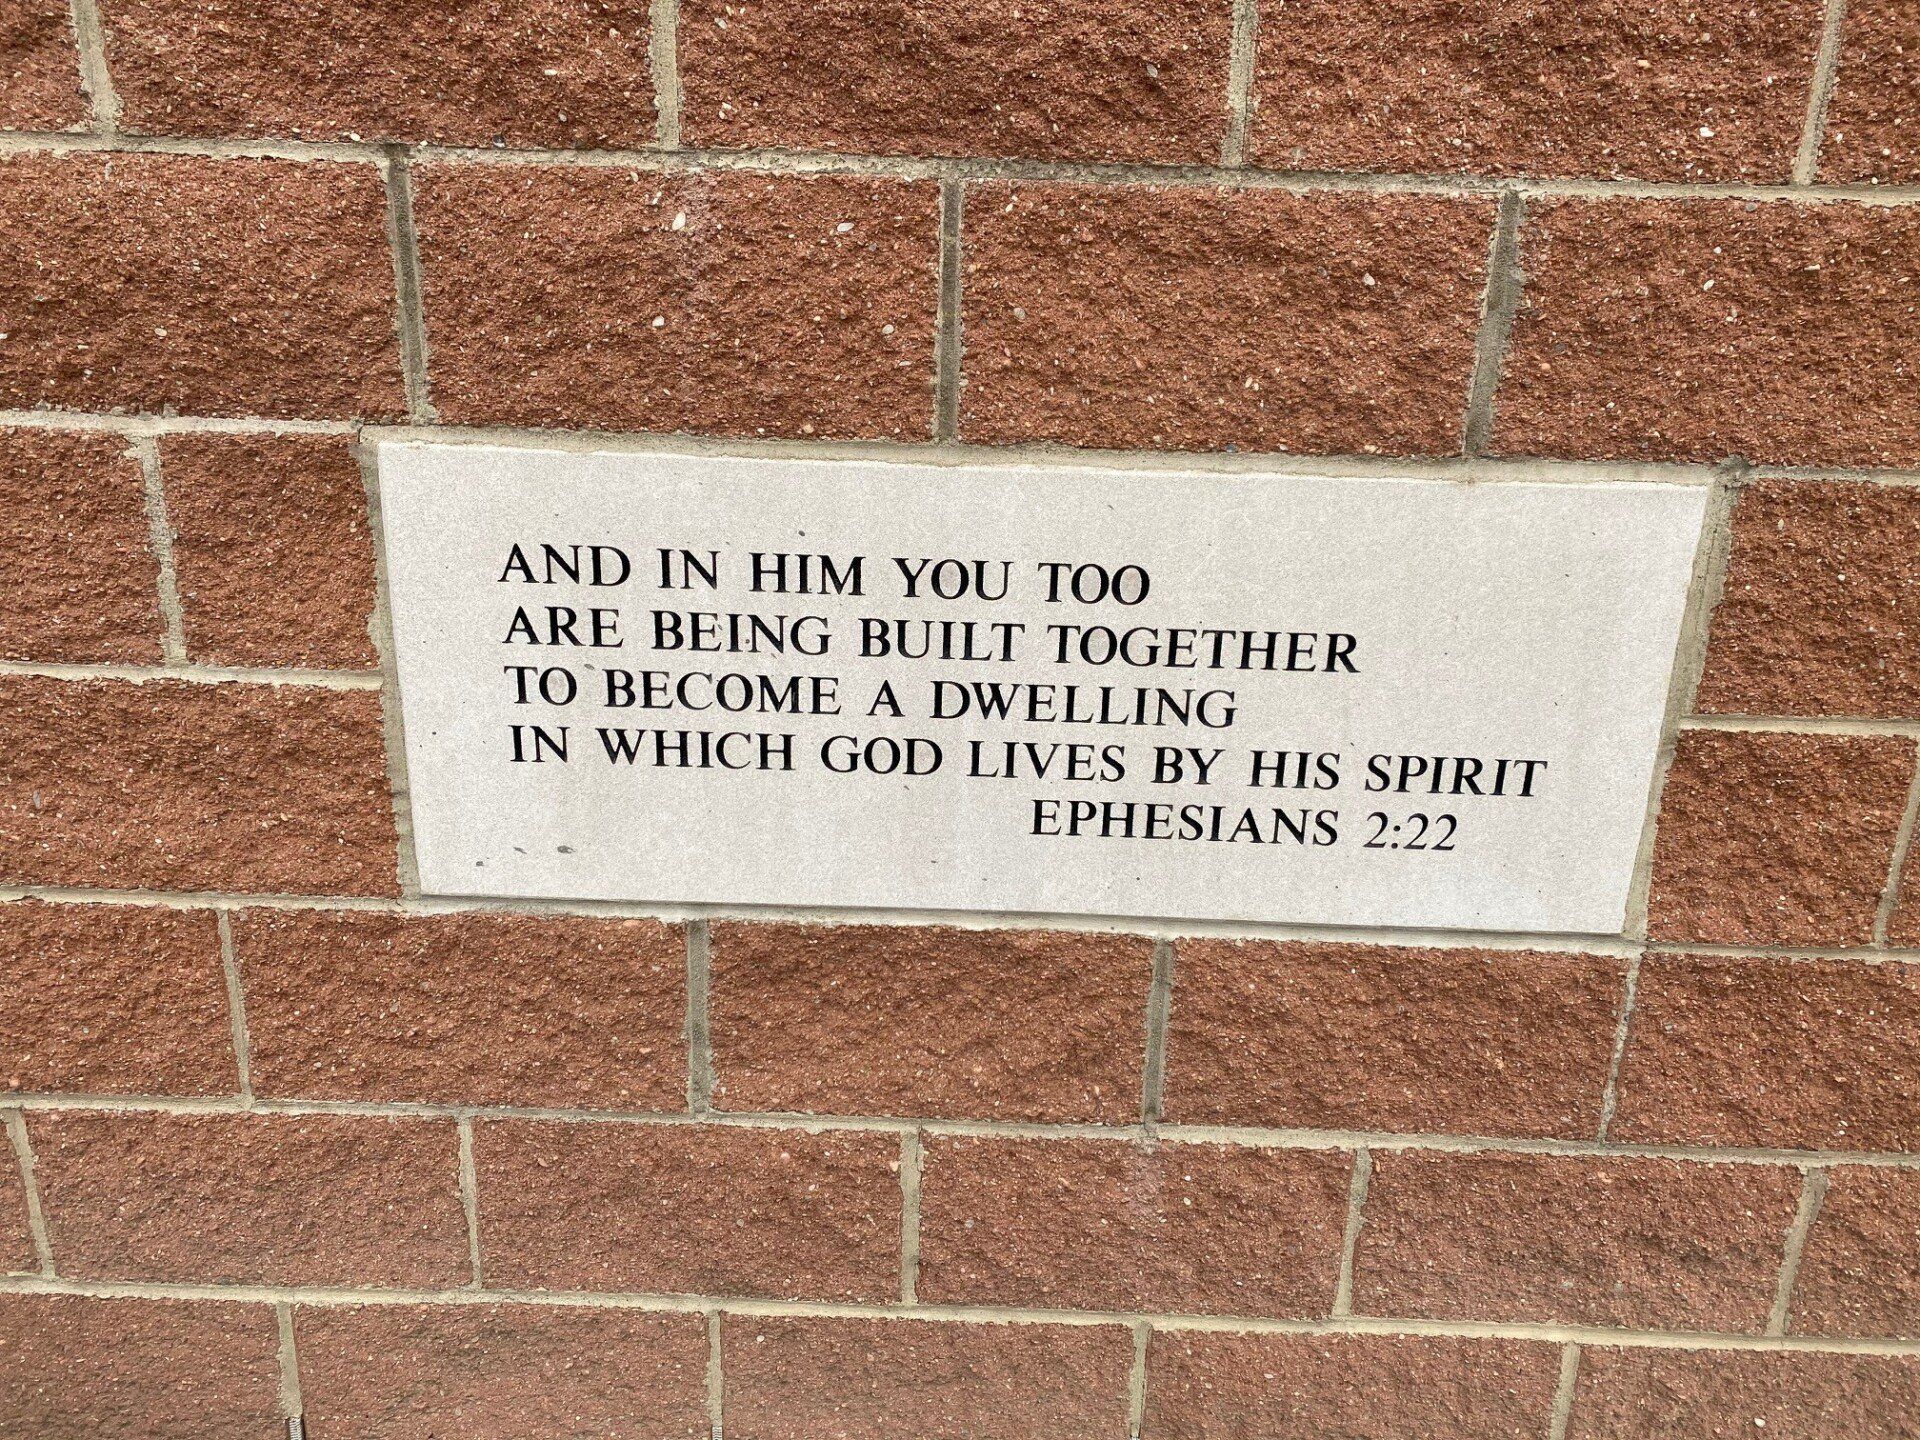 AND IN HIM YOU TOO
ARE BEING BUILT TOGETHER
TO BECOME A DWELLING
IN WHICH GOD LIVES BY HIS SPIRIT
EPHESIANS 2:22